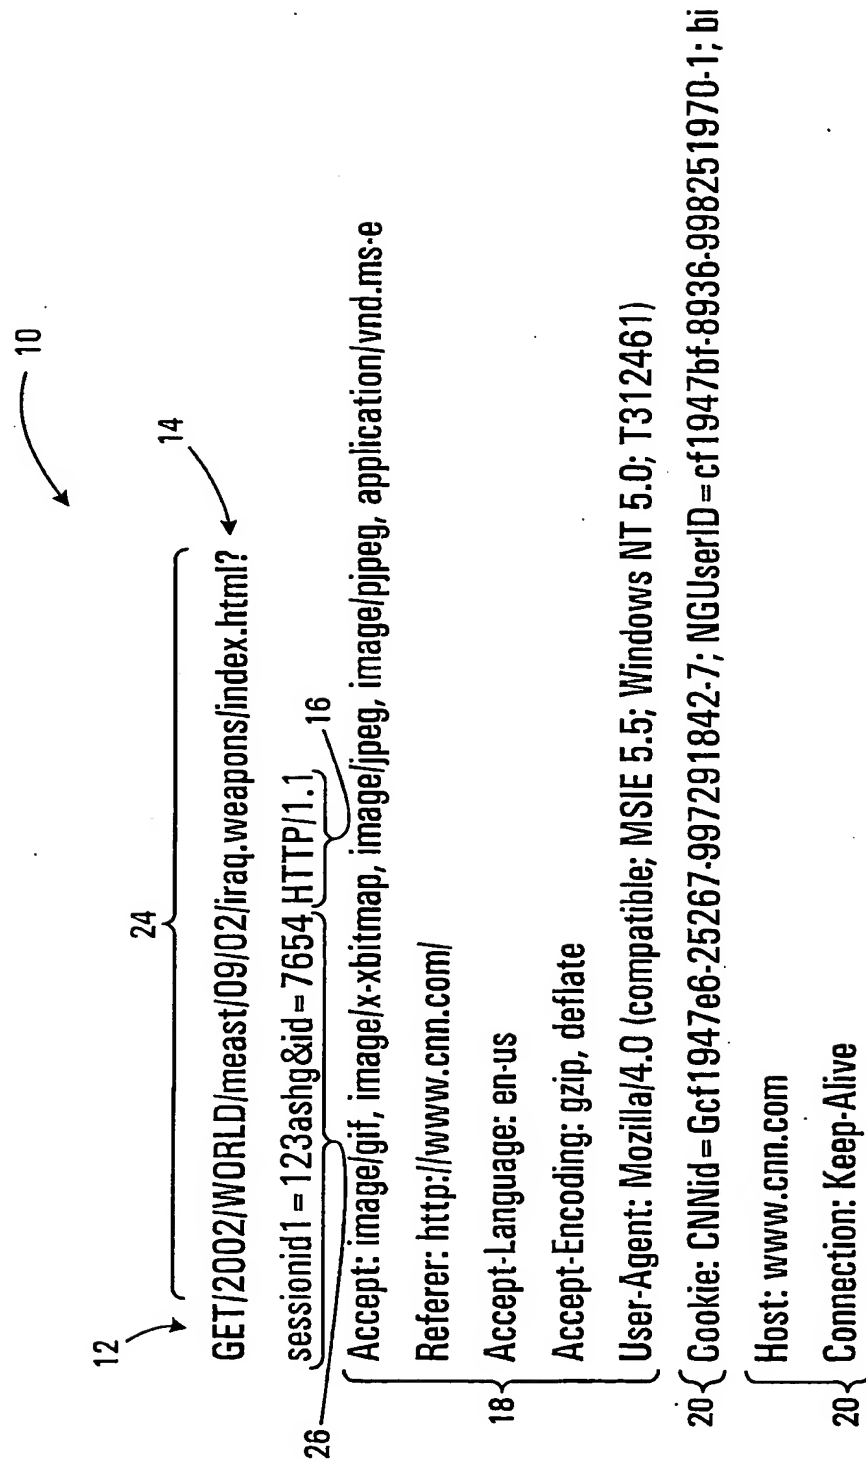 10
24
12
14
GET/2002/WORLD/meast/09/02/iraq.weapons/index.html?
sessionid1 = 123ashg&id = 7654 HTTP/1.1
26
16
Accept: image/gif, image/x-xbitmap, image/jpeg, image/pjpeg, application/vnd.ms-e
Referer: http://www.cnn.com/
18
Accept-Language: en-us
Accept-Encoding: gzip, deflate
User-Agent: Mozilla/4.0 (compatible; MSIE 5.5; Windows NT 5.0; T312461)
20
Cookie: CNNid = Gcf1947e6-25267-997291842-7; NGUserID = cf1947bf-8936-998251970-1; bi
Host: www.cnn.com
20
Connection: Keep-Alive